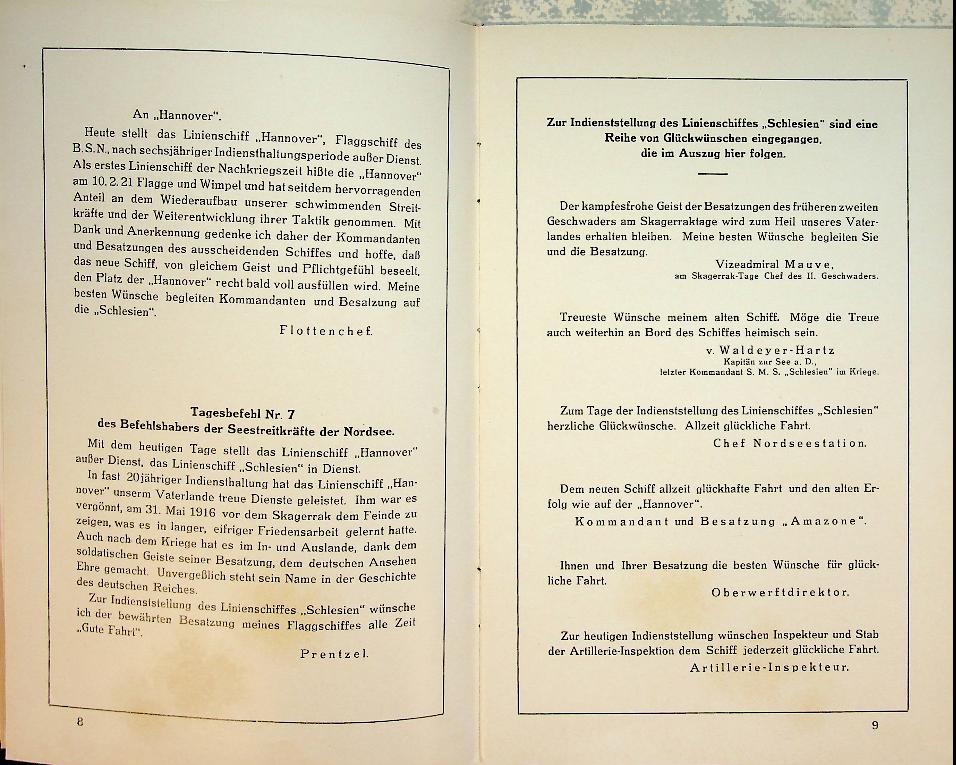 An „Hannover“.
Heute stellt das Linienschiff „Hannover“, Flaggschiff des
B.S.N., nach sechsjähriger Indiensthaltungsperiode außer Dienst.
Als erstes Linienschiff der Nachkriegszeit hißte die „Hannover“
am 10. 2. 21 Flagge und Wimpel und hat seitdem hervorragenden
Anteil an dem Wiederaufbau unserer schwimmenden Streit-
kräfte und der Weiterentwicklung ihrer Taktik genommen. Mit
Dank und Anerkennung gedenke ich daher der Kommandanten
und Besatzungen des ausscheidenden Schiffes und hoffe, daß
das neue Schiff, von gleichem Geist und Pflichtgefühl beseelt,
den Platz der „Hannover“ recht bald voll ausfüllen wird. Meine
besten Wünsche begleiten Kommandanten und Besatzung auf
die „Schlesien“.
Flottenchef.
Tagesbefehl Nr. 7
des Befehlshabers der Seestreitkräfte der Nordsee.
Mit dem heutigen Tage stellt das Linienschiff „Hannover“
außer Dienst, das Linienschiff „Schlesien“ in Dienst.
In fast 20jähriger Indiensthaltung hat das Linienschiff „Han-
nover“ unserm Vaterlande treue Dienste geleistet. Ihm war es
vergönnt, am 31. Mai 1916 vor dem Skagerrak dem Feinde zu
zeigen, was es in langer, eifriger Friedensarbeit gelernt hatte.
Auch nach dem Kriege hat es im In- und Auslande, dank dem
soldatischen Geiste seiner Besatzung, dem deutschen Ansehen
Ehre gemacht. Unvergeßlich steht sein Name in der Geschichte
des deutschen Reiches.
Zur Indienststellung des Linienschiffes „Schlesien“ wünsche
ich der bewährten Besatzung meines Flaggschiffes alle Zeit
„Gute Fahrt“.
Prentzel.
8
Zur Indienststellung des Linienschiffes „Schlesien“ sind eine
Reihe von Glückwünschen eingegangen,
die im Auszug hier folgen.
Der kampfesfrohe Geist der Besatzungen des früheren zweiten
Geschwaders am Skagerraktage wird zum Heil unseres Vater-
landes erhalten bleiben. Meine besten Wünsche begleiten Sie
und die Besatzung.
Vizeadmiral Mauve,
am Skagerrak-Tage Chef des II. Geschwaders.
Treueste Wünsche meinem alten Schiff. Möge die Treue
auch weiterhin an Bord des Schiffes heimisch sein.
v. Waldeyer-Hartz
Kapitän zur See a. D.,
letzter Kommandant S. M. S. „Schlesien“ im Kriege.
Zum Tage der Indienststellung des Linienschiffes „Schlesien“
herzliche Glückwünsche. Allzeit glückliche Fahrt.
Chef Nordseestation.
Dem neuen Schiff allzeit glückhafte Fahrt und den alten Er-
folg wie auf der „Hannover“.
Kommandant und Besatzung „Amazone“.
Ihnen und Ihrer Besatzung die besten Wünsche für glück-
liche Fahrt.
Oberwerftdirektor.
Zur heutigen Indienststellung wünschen Inspekteur und Stab
der Artillerie-Inspektion dem Schiff jederzeit glückliche Fahrt.
Artillerie-Inspekteur.
9